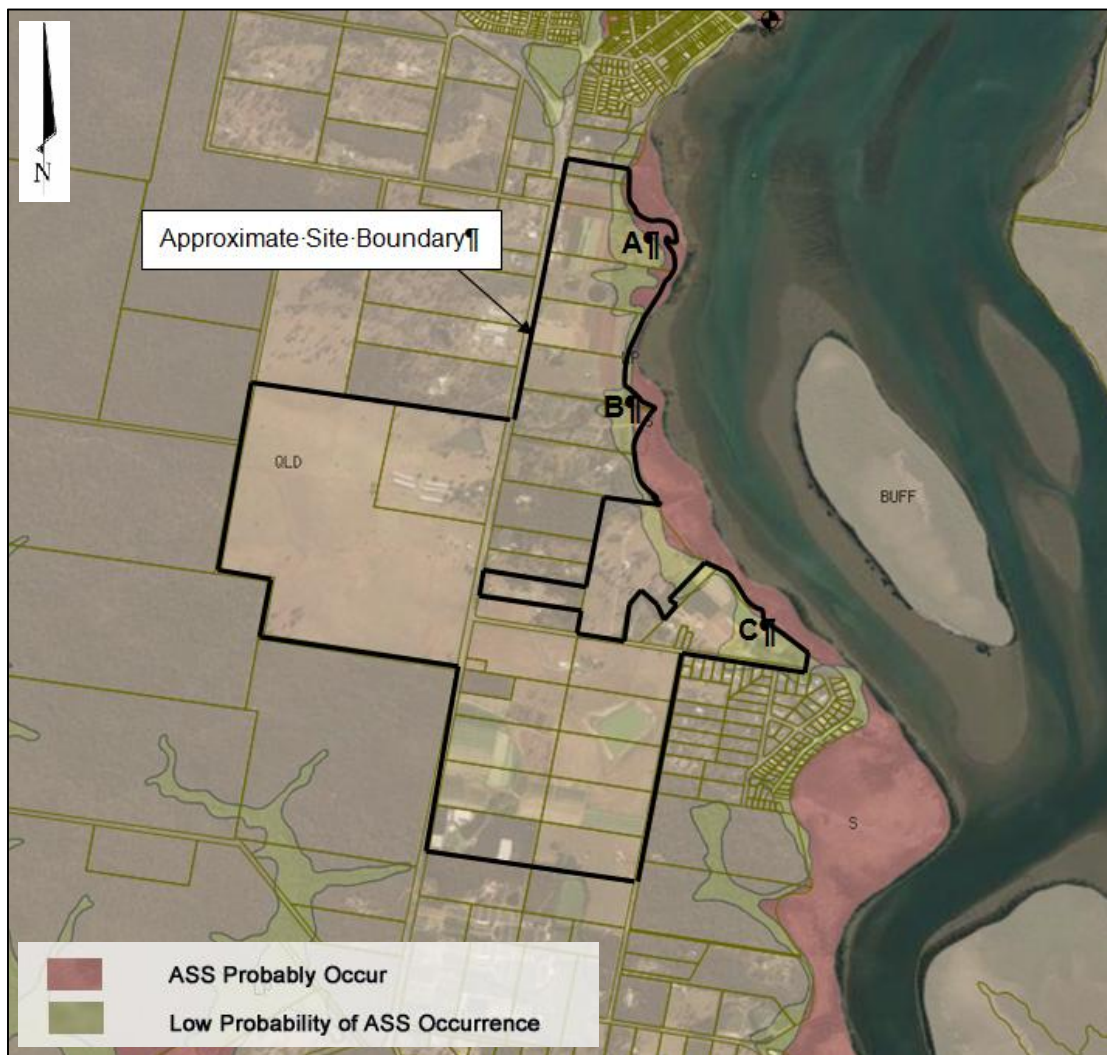 N
Approximate·Site·Boundary¶
A¶
B¶
QLD
BUFF
C¶
S
ASS Probably Occur
Low Probability of ASS Occurrence